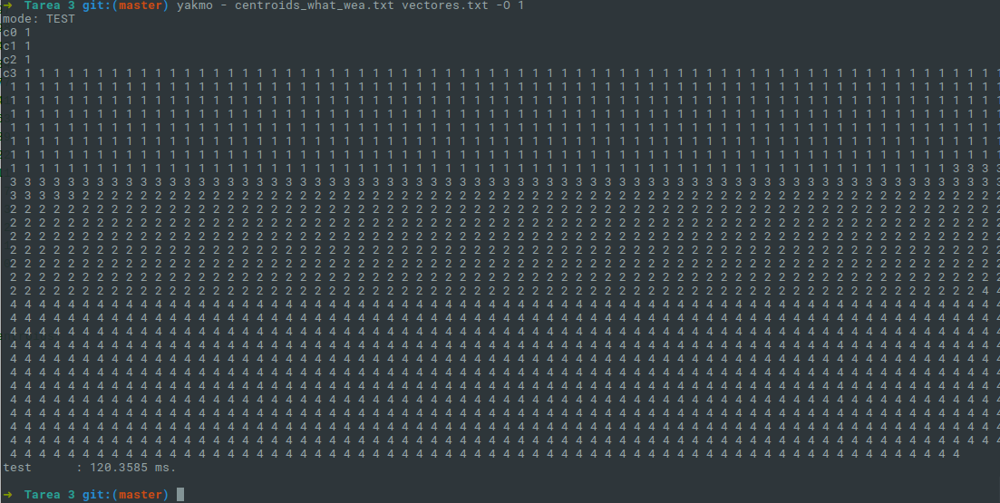 → Tarea 3 git:(master) yakmo - centroids_what_wea.txt vectores.txt -O 1
mode: TEST
c0 1
c1 1
c2 1
c3 1 1 1 1 1 1 1 1 1 1 1 1 1 1 1 1 1 1 1 1 1 1 1 1 1 1 1 1 1 1 1 1 1 1 1 1 1 1 1 1 1 1 1 1 1 1 1 1 1 1 1 1 1 1 1 1 1 1 1 1 1 1 1 1 1 1 1 1
1 1 1 1 1 1 1 1 1 1 1 1 1 1 1 1 1 1 1 1 1 1 1 1 1 1 1 1 1 1 1 1 1 1 1 1 1 1 1 1 1 1 1 1 1 1 1 1 1 1 1 1 1 1 1 1 1 1 1 1 1 1 1 1 1 1 1 1 1
1 1 1 1 1 1 1 1 1 1 1 1 1 1 1 1 1 1 1 1 1 1 1 1 1 1 1 1 1 1 1 1 1 1 1 1 1 1 1 1 1 1 1 1 1 1 1 1 1 1 1 1 1 1 1 1 1 1 1 1 1 1 1 1 1 1 1 1 1
1 1 1 1 1 1 1 1 1 1 1 1 1 1 1 1 1 1 1 1 1 1 1 1 1 1 1 1 1 1 1 1 1 1 1 1 1 1 1 1 1 1 1 1 1 1 1 1 1 1 1 1 1 1 1 1 1 1 1 1 1 1 1 1 1 1 1 1 1
1 1 1 1 1 1 1 1 1 1 1 1 1 1 1 1 1 1 1 1 1 1 1 1 1 1 1 1 1 1 1 1 1 1 1 1 1 1 1 1 1 1 1 1 1 1 1 1 1 1 1 1 1 1 1 1 1 1 1 1 1 1 1 1 1 1 1 1 1
1 1 1 1 1 1 1 1 1 1 1 1 1 1 1 1 1 1 1 1 1 1 1 1 1 1 1 1 1 1 1 1 1 1 1 1 1 1 1 1 1 1 1 1 1 1 1 1 1 1 1 1 1 1 1 1 1 1 1 1 1 1 1 1 1 1 1 1 1
1 1 1 1 1 1 1 1 1 1 1 1 1 1 1 1 1 1 1 1 1 1 1 1 1 1 1 1 1 1 1 1 1 1 1 1 1 1 1 1 1 1 1 1 1 1 1 1 1 1 1 1 1 1 1 1 1 1 1 1 1 1 1 1 1 1 1 1 1
1 1 1 1 1 1 1 1 1 1 1 1 1 1 1 1 1 1 1 1 1 1 1 1 1 1 1 1 1 1 1 1 1 1 1 1 1 1 1 1 1 1 1 1 1 1 1 1 1 1 1 1 1 1 1 1 1 1 1 1 1 1 1 1 1 3 3 3 3
3 3 3 3 3 3 3 3 3 3 3 3 3 3 3 3 3 3 3 3 3 3 3 3 3 3 3 3 3 3 3 3 3 3 3 3 3 3 3 3 3 3 3 3 3 3 3 3 3 3 3 3 3 3 3 3 3 3 3 3 3 3 3 3 3 3 3 3 3
3 3 3 3 3 2 2 2 2 2 2 2 2 2 2 2 2 2 2 2 2 2 2 2 2 2 2 2 2 2 2 2 2 2 2 2 2 2 2 2 2 2 2 2 2 2 2 2 2 2 2 2 2 2 2 2 2 2 2 2 2 2 2 2 2 2 2 2 2
2 2 2 2 2 2 2 2 2 2 2 2 2 2 2 2 2 2 2 2 2 2 2 2 2 2 2 2 2 2 2 2 2 2 2 2 2 2 2 2 2 2 2 2 2 2 2 2 2 2 2 2 2 2 2 2 2 2 2 2 2 2 2 2 2 2 2 2 2
2 2 2 2 2 2 2 2 2 2 2 2 2 2 2 2 2 2 2 2 2 2 2 2 2 2 2 2 2 2 2 2 2 2 2 2 2 2 2 2 2 2 2 2 2 2 2 2 2 2 2 2 2 2 2 2 2 2 2 2 2 2 2 2 2 2 2 2 2
2 2 2 2 2 2 2 2 2 2 2 2 2 2 2 2 2 2 2 2 2 2 2 2 2 2 2 2 2 2 2 2 2 2 2 2 2 2 2 2 2 2 2 2 2 2 2 2 2 2 2 2 2 2 2 2 2 2 2 2 2 2 2 2 2 2 2 2 2
2 2 2 2 2 2 2 2 2 2 2 2 2 2 2 2 2 2 2 2 2 2 2 2 2 2 2 2 2 2 2 2 2 2 2 2 2 2 2 2 2 2 2 2 2 2 2 2 2 2 2 2 2 2 2 2 2 2 2 2 2 2 2 2 2 2 2 2 2
2 2 2 2 2 2 2 2 2 2 2 2 2 2 2 2 2 2 2 2 2 2 2 2 2 2 2 2 2 2 2 2 2 2 2 2 2 2 2 2 2 2 2 2 2 2 2 2 2 2 2 2 2 2 2 2 2 2 2 2 2 2 2 2 2 2 2 2 2
2 2 2 2 2 2 2 2 2 2 2 2 2 2 2 2 2 2 2 2 2 2 2 2 2 2 2 2 2 2 2 2 2 2 2 2 2 2 2 2 2 2 2 2 2 2 2 2 2 2 2 2 2 2 2 2 2 2 2 2 2 2 2 2 2 2 2 2 2
2 2 2 2 2 2 2 2 2 2 2 2 2 2 2 2 2 2 2 2 2 2 2 2 2 2 2 2 2 2 2 2 2 2 2 2 2 2 2 2 2 2 2 2 2 2 2 2 2 2 2 2 2 2 2 2 2 2 2 2 2 2 2 2 2 2 2 4 4
4 4 4 4 4 4 4 4 4 4 4 4 4 4 4 4 4 4 4 4 4 4 4 4 4 4 4 4 4 4 4 4 4 4 4 4 4 4 4 4 4 4 4 4 4 4 4 4 4 4 4 4 4 4 4 4 4 4 4 4 4 4 4 4 4 4 4 4 4
4 4 4 4 4 4 4 4 4 4 4 4 4 4 4 4 4 4 4 4 4 4 4 4 4 4 4 4 4 4 4 4 4 4 4 4 4 4 4 4 4 4 4 4 4 4 4 4 4 4 4 4 4 4 4 4 4 4 4 4 4 4 4 4 4 4 4 4 4
4 4 4 4 4 4 4 4 4 4 4 4 4 4 4 4 4 4 4 4 4 4 4 4 4 4 4 4 4 4 4 4 4 4 4 4 4 4 4 4 4 4 4 4 4 4 4 4 4 4 4 4 4 4 4 4 4 4 4 4 4 4 4 4 4 4 4 4 4
4 4 4 4 4 4 4 4 4 4 4 4 4 4 4 4 4 4 4 4 4 4 4 4 4 4 4 4 4 4 4 4 4 4 4 4 4 4 4 4 4 4 4 4 4 4 4 4 4 4 4 4 4 4 4 4 4 4 4 4 4 4 4 4 4 4 4 4 4
4 4 4 4 4 4 4 4 4 4 4 4 4 4 4 4 4 4 4 4 4 4 4 4 4 4 4 4 4 4 4 4 4 4 4 4 4 4 4 4 4 4 4 4 4 4 4 4 4 4 4 4 4 4 4 4 4 4 4 4 4 4 4 4 4 4 4 4 4
4 4 4 4 4 4 4 4 4 4 4 4 4 4 4 4 4 4 4 4 4 4 4 4 4 4 4 4 4 4 4 4 4 4 4 4 4 4 4 4 4 4 4 4 4 4 4 4 4 4 4 4 4 4 4 4 4 4 4 4 4 4 4 4 4 4 4 4 4
4 4 4 4 4 4 4 4 4 4 4 4 4 4 4 4 4 4 4 4 4 4 4 4 4 4 4 4 4 4 4 4 4 4 4 4 4 4 4 4 4 4 4 4 4 4 4 4 4 4 4 4 4 4 4 4 4 4 4 4 4 4 4 4 4 4 4 4 4
4 4 4 4 4 4 4 4 4 4 4 4 4 4 4 4 4 4 4 4 4 4 4 4 4 4 4 4 4 4 4 4 4 4 4 4 4 4 4 4 4 4 4 4 4 4 4 4 4 4 4 4 4 4 4 4 4 4 4 4 4 4 4 4 4 4 4 4 4
4 4 4 4 4 4 4 4 4 4 4 4 4 4 4 4 4 4 4 4 4 4 4 4 4 4 4 4 4 4 4 4 4 4 4 4 4 4 4 4 4 4 4 4 4 4 4 4 4 4 4 4 4 4 4 4 4 4 4 4 4 4 4 4 4 4 4 4 4
4 4 4 4 4 4 4 4 4 4 4 4 4 4 4 4 4 4 4 4 4 4 4 4 4 4 4 4 4 4 4 4 4 4 4 4 4 4 4 4 4 4 4 4 4 4 4 4 4 4 4 4 4 4 4 4 4 4 4 4 4 4 4 4 4 4 4 4 4
4 4 4 4 4 4 4 4 4 4 4 4 4 4 4 4 4 4 4 4 4 4 4 4 4 4 4 4 4 4 4 4 4 4 4 4 4 4 4 4 4 4 4 4 4 4 4 4 4 4 4 4 4 4 4 4 4 4 4 4 4 4 4 4 4 4 4 4 4
4 4 4 4 4 4 4 4 4 4 4 4 4 4 4 4 4 4 4 4 4 4 4 4 4 4 4 4 4 4 4 4 4 4 4 4 4 4 4 4 4 4 4 4 4 4 4 4 4 4 4 4 4 4 4 4 4 4 4 4 4 4 4 4 4 4
test : 120.3585 ms.
→ Tarea 3 git:(master)